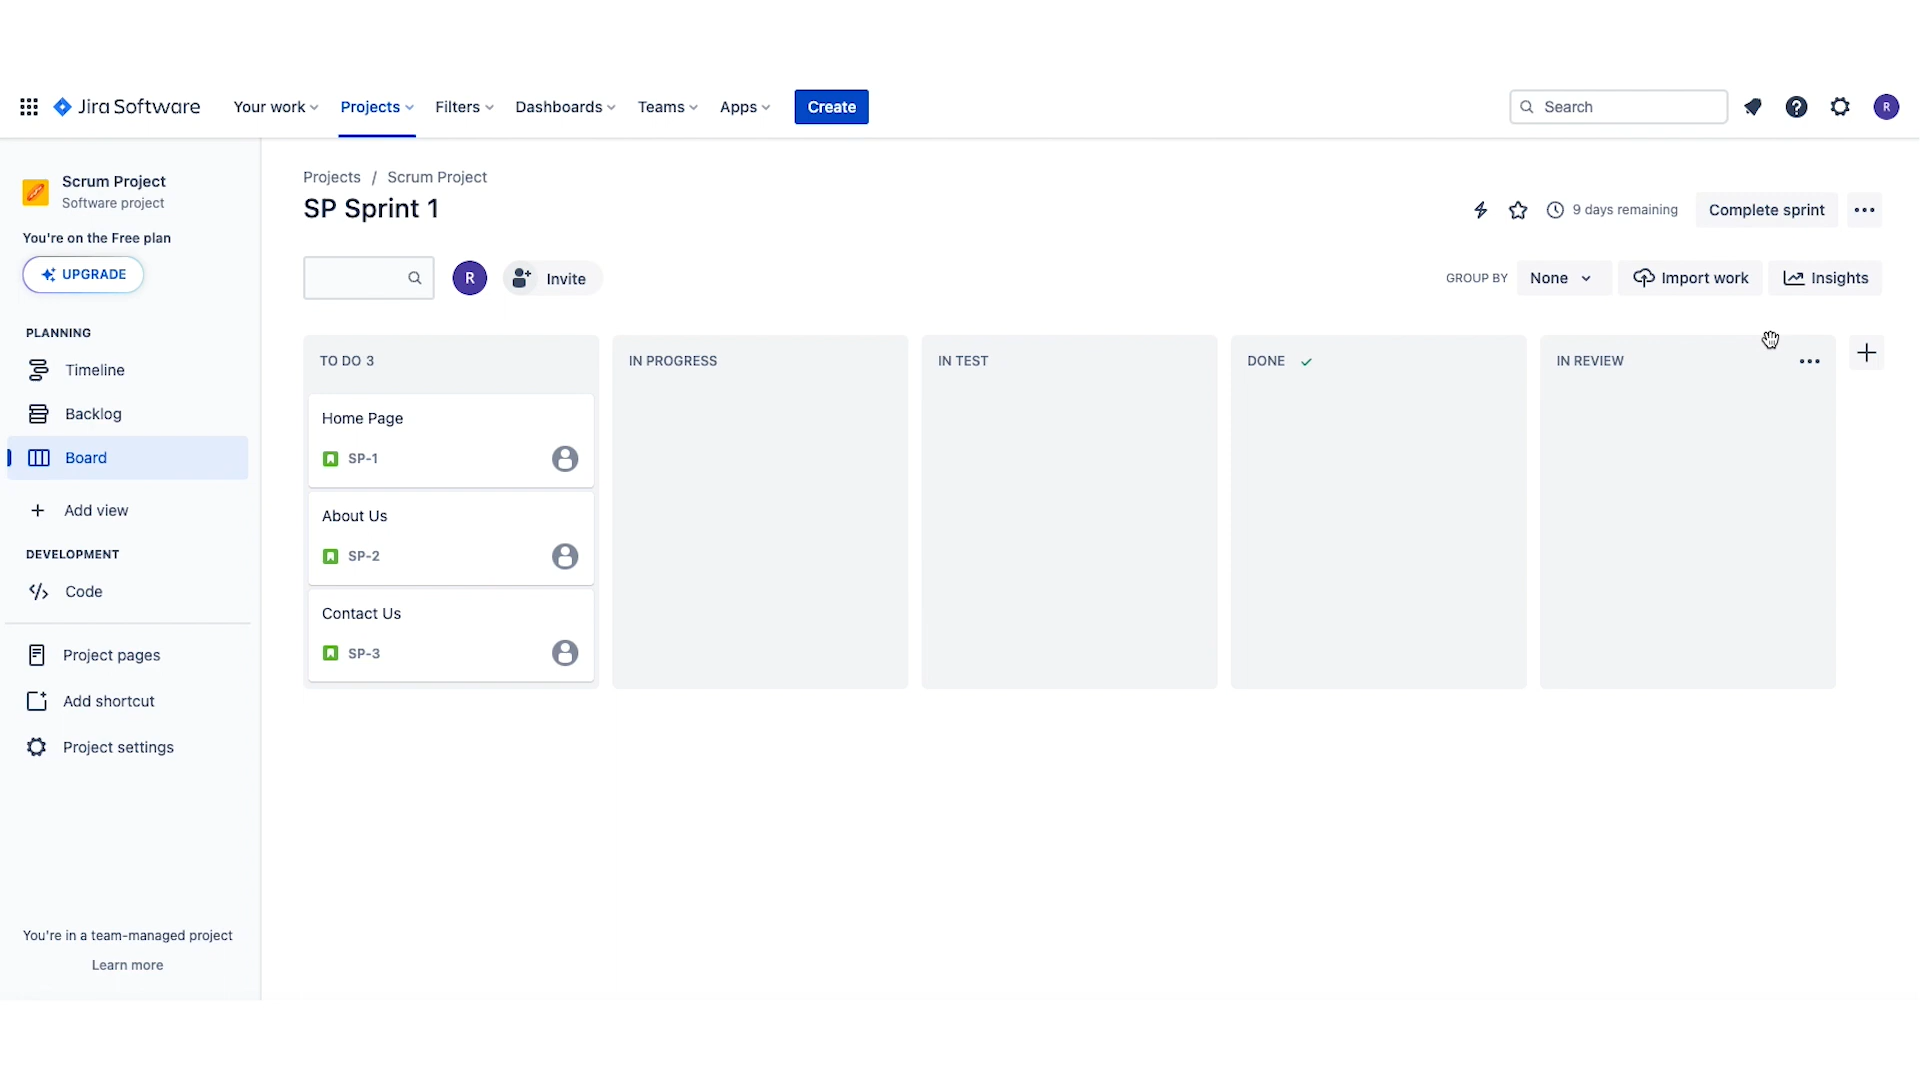 Jira Software
Your work
Projects
Filters
Dashboards
Teams
Apps
Create
Search
R
Scrum Project
Software project
You're on the Free plan
UPGRADE
PLANNING
Timeline
Backlog
Board
Add view
DEVELOPMENT
Code
Project pages
Add shortcut
Project settings
You're in a team-managed project
Learn more
Projects / Scrum Project
SP Sprint 1
9 days remaining
Complete sprint
R
Invite
GROUP BY
None
Import work
Insights
TO DO 3
Home Page
SP-1
About Us
SP-2
Contact Us
SP-3
IN PROGRESS
IN TEST
DONE
IN REVIEW